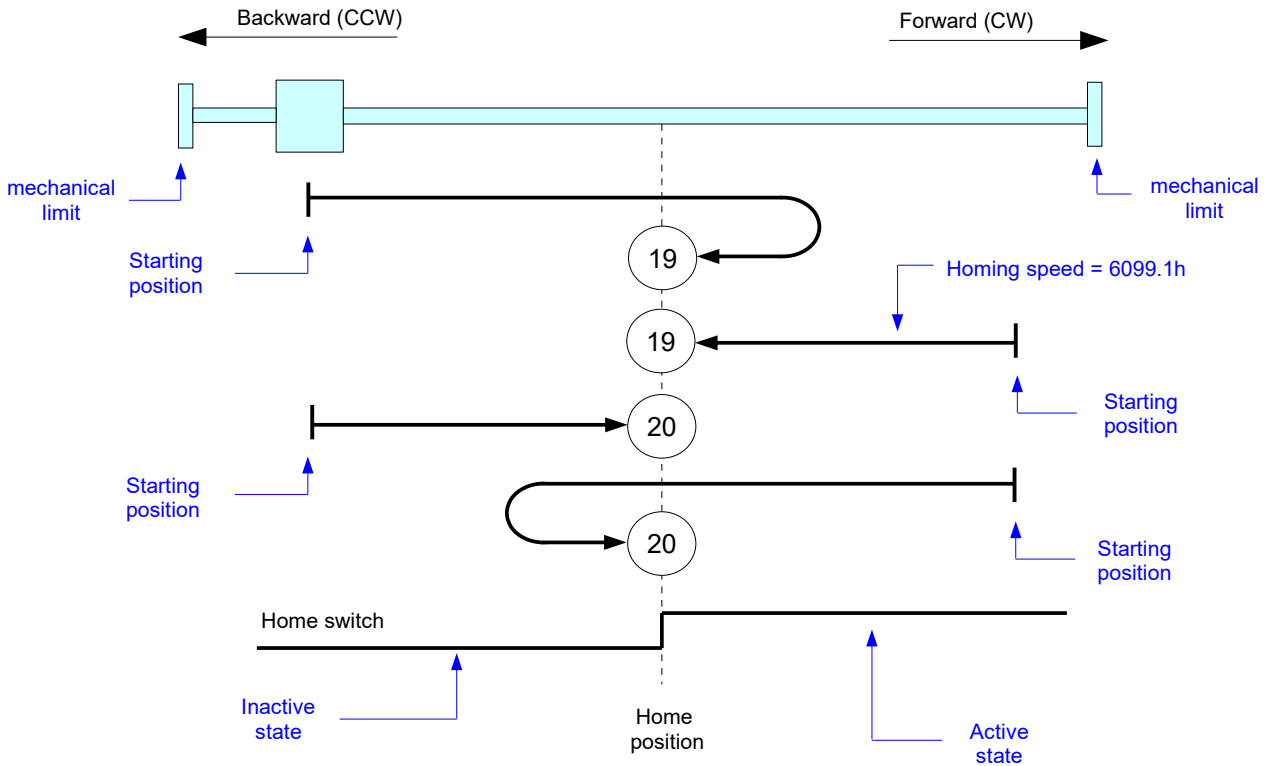 Backward (CCW)
Forward (CW)
mechanical
limit
mechanical
limit
Starting
position
19
Homing speed = 6099.1h
19
Starting
position
20
Starting
position
20
Starting
position
Home switch
Inactive
state
Home
position
Active
state